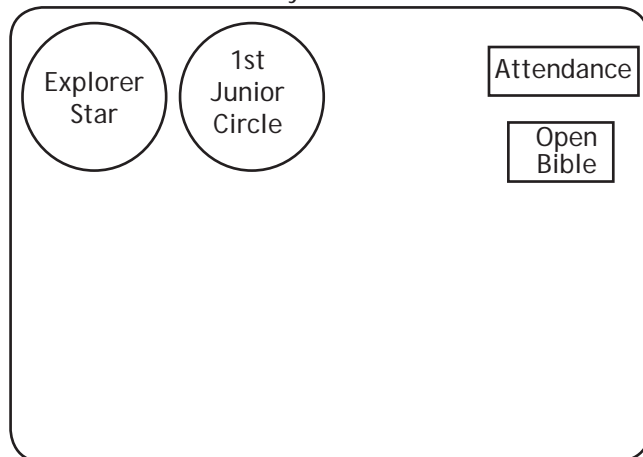 Explorer
Star
1st
Junior
Circle
Attendance
Open
Bible